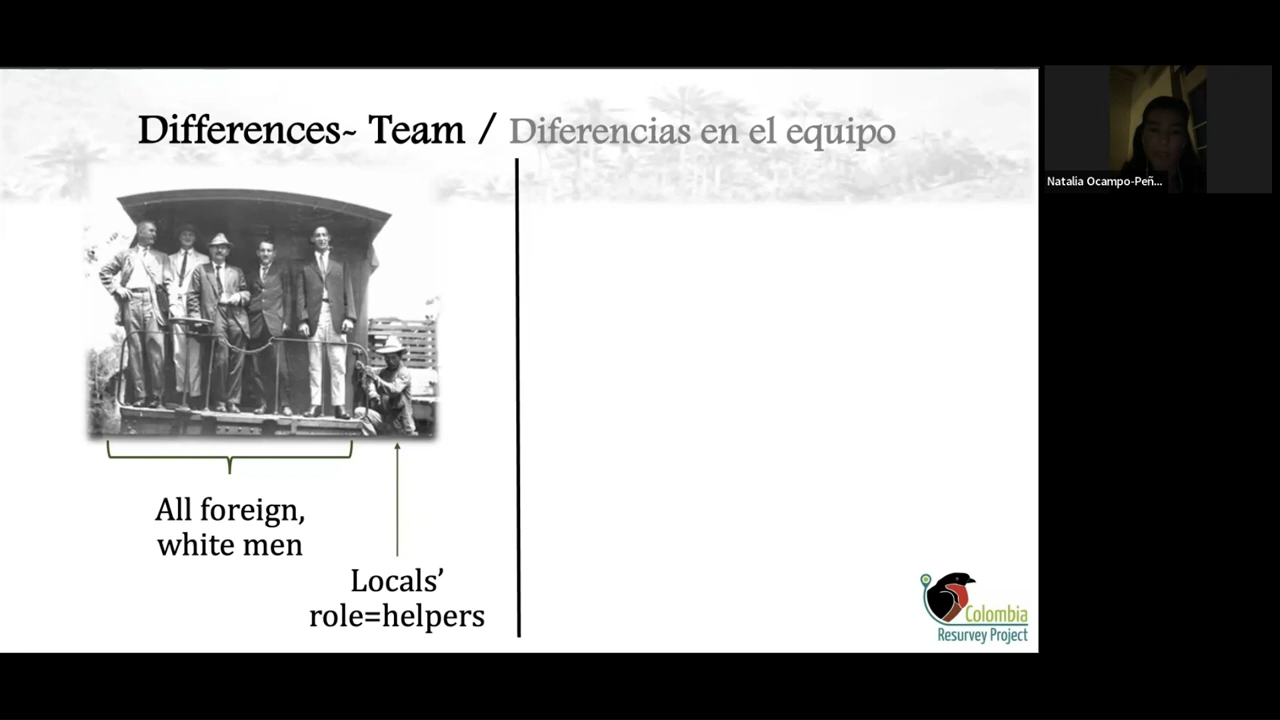 Differences- Team / Diferencias en el equipo
All foreign,
white men
Locals’
role=helpers
Colombia
Resurvey Project
Natalia Ocampo-Peñ...